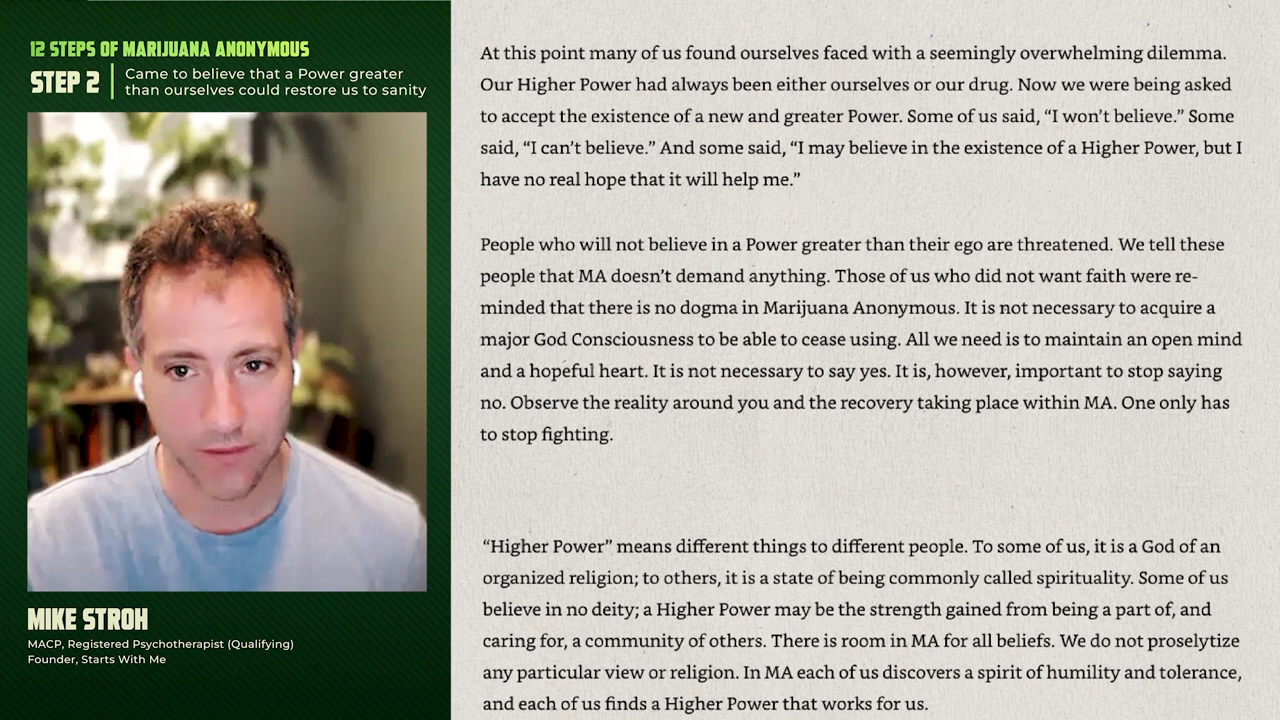 12 STEPS OF MARIJUANA ANONYMOUS
STEP 2
Came to believe that a Power greater
than ourselves could restore us to sanity
MIKE STROH
MACP, Registered Psychotherapist (Qualifying)
Founder, Starts With Me
At this point many of us found ourselves faced with a seemingly overwhelming dilemma.
Our Higher Power had always been either ourselves or our drug. Now we were being asked
to accept the existence of a new and greater Power. Some of us said, “I won’t believe.” Some
said, “I can’t believe.” And some said, “I may believe in the existence of a Higher Power, but I
have no real hope that it will help me.”
People who will not believe in a Power greater than their ego are threatened. We tell these
people that MA doesn’t demand anything. Those of us who did not want faith were re-
minded that there is no dogma in Marijuana Anonymous. It is not necessary to acquire a
major God Consciousness to be able to cease using. All we need is to maintain an open mind
and a hopeful heart. It is not necessary to say yes. It is, however, important to stop saying
no. Observe the reality around you and the recovery taking place within MA. One only has
to stop fighting.
“Higher Power” means different things to different people. To some of us, it is a God of an
organized religion; to others, it is a state of being commonly called spirituality. Some of us
believe in no deity; a Higher Power may be the strength gained from being a part of, and
caring for, a community of others. There is room in MA for all beliefs. We do not proselytize
any particular view or religion. In MA each of us discovers a spirit of humility and tolerance,
and each of us finds a Higher Power that works for us.